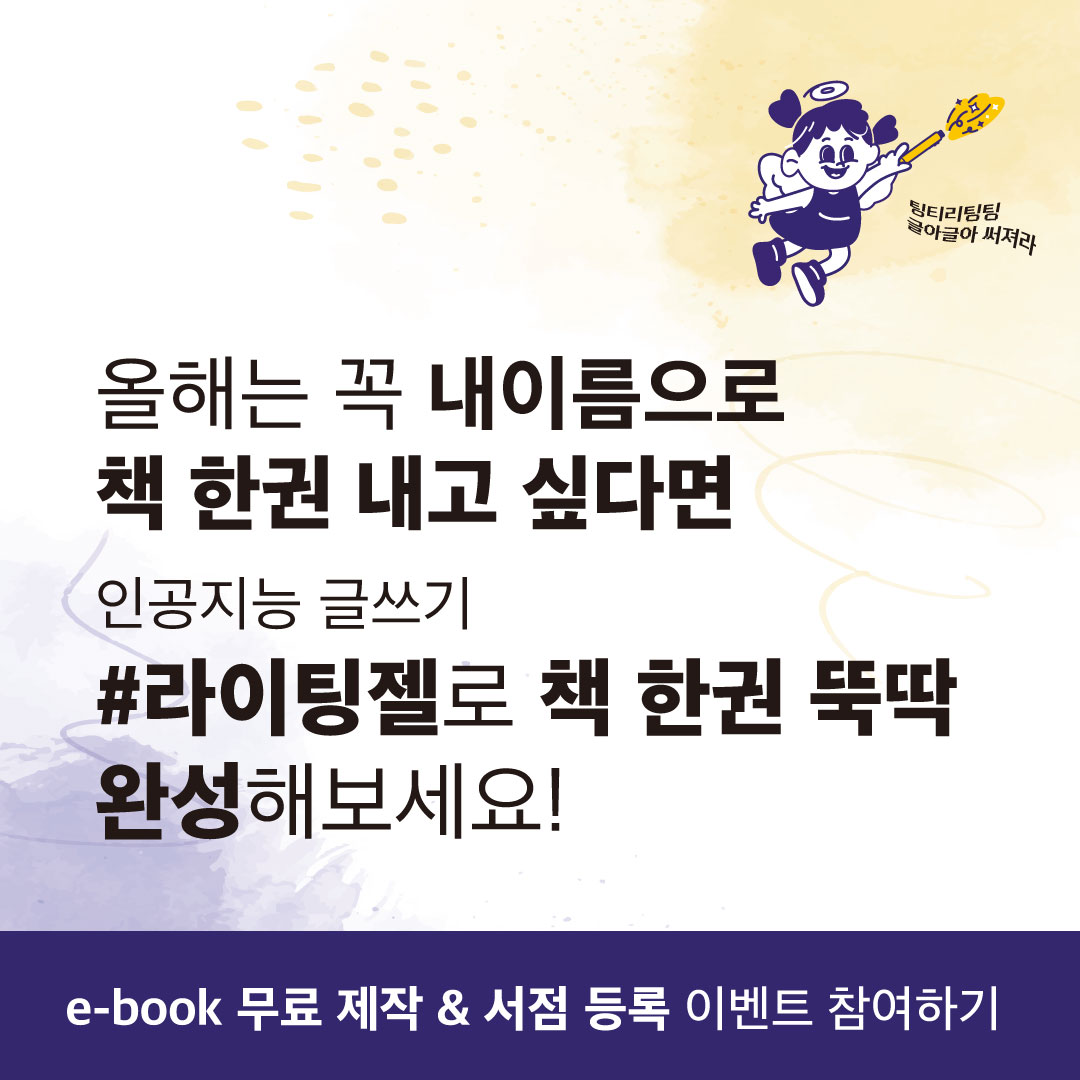 팅티리팅팅
글아글아 써져라
올해는 꼭 내이름으로
책 한권 내고 싶다면
인공지능 글쓰기
#라이팅젤로 책 한권 뚝딱
완성해보세요!
e-book 무료 제작 & 서점 등록 이벤트 참여하기